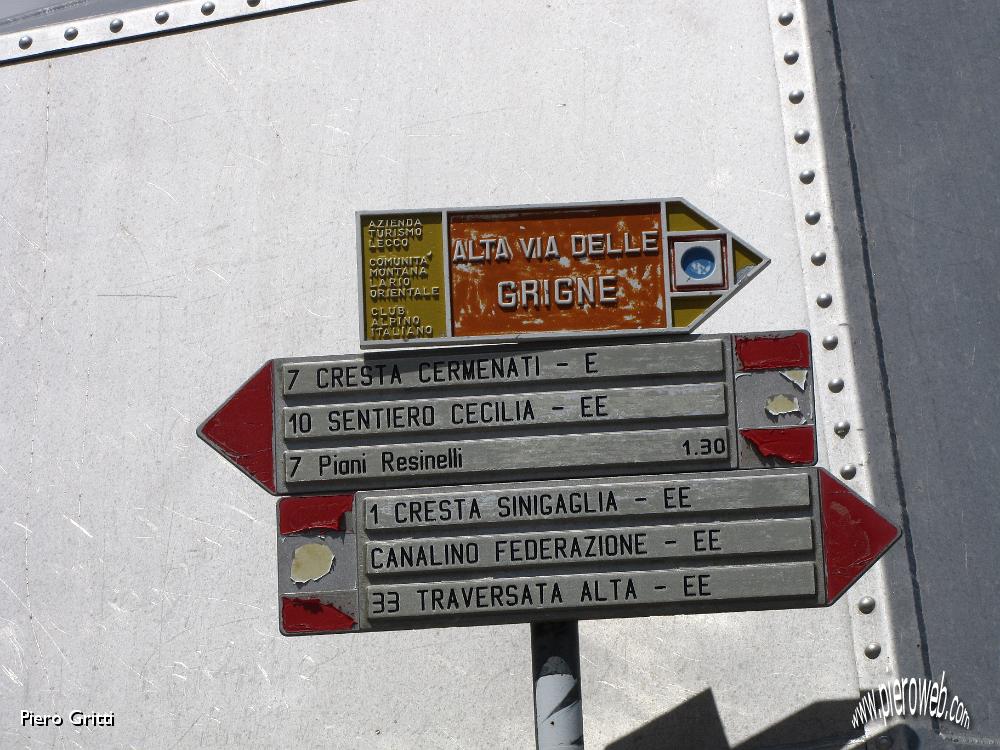 AZIENDA
TURISMO
LECCO
COMUNITA'
MONTANA
LARIO
ORIENTALE
CLUB
ALPINO
ITALIANO
ALTA VIA DELLE
GRIGNE
7 CRESTA CERMENATI - E
10 SENTIERO CECILIA - EE
7 Piani Resinelli 1.30
1 CRESTA SINIGAGLIA - EE
CANALINO FEDERAZIONE - EE
33 TRAVERSATA ALTA - EE
Piero Gritti
www.pieroweb.com